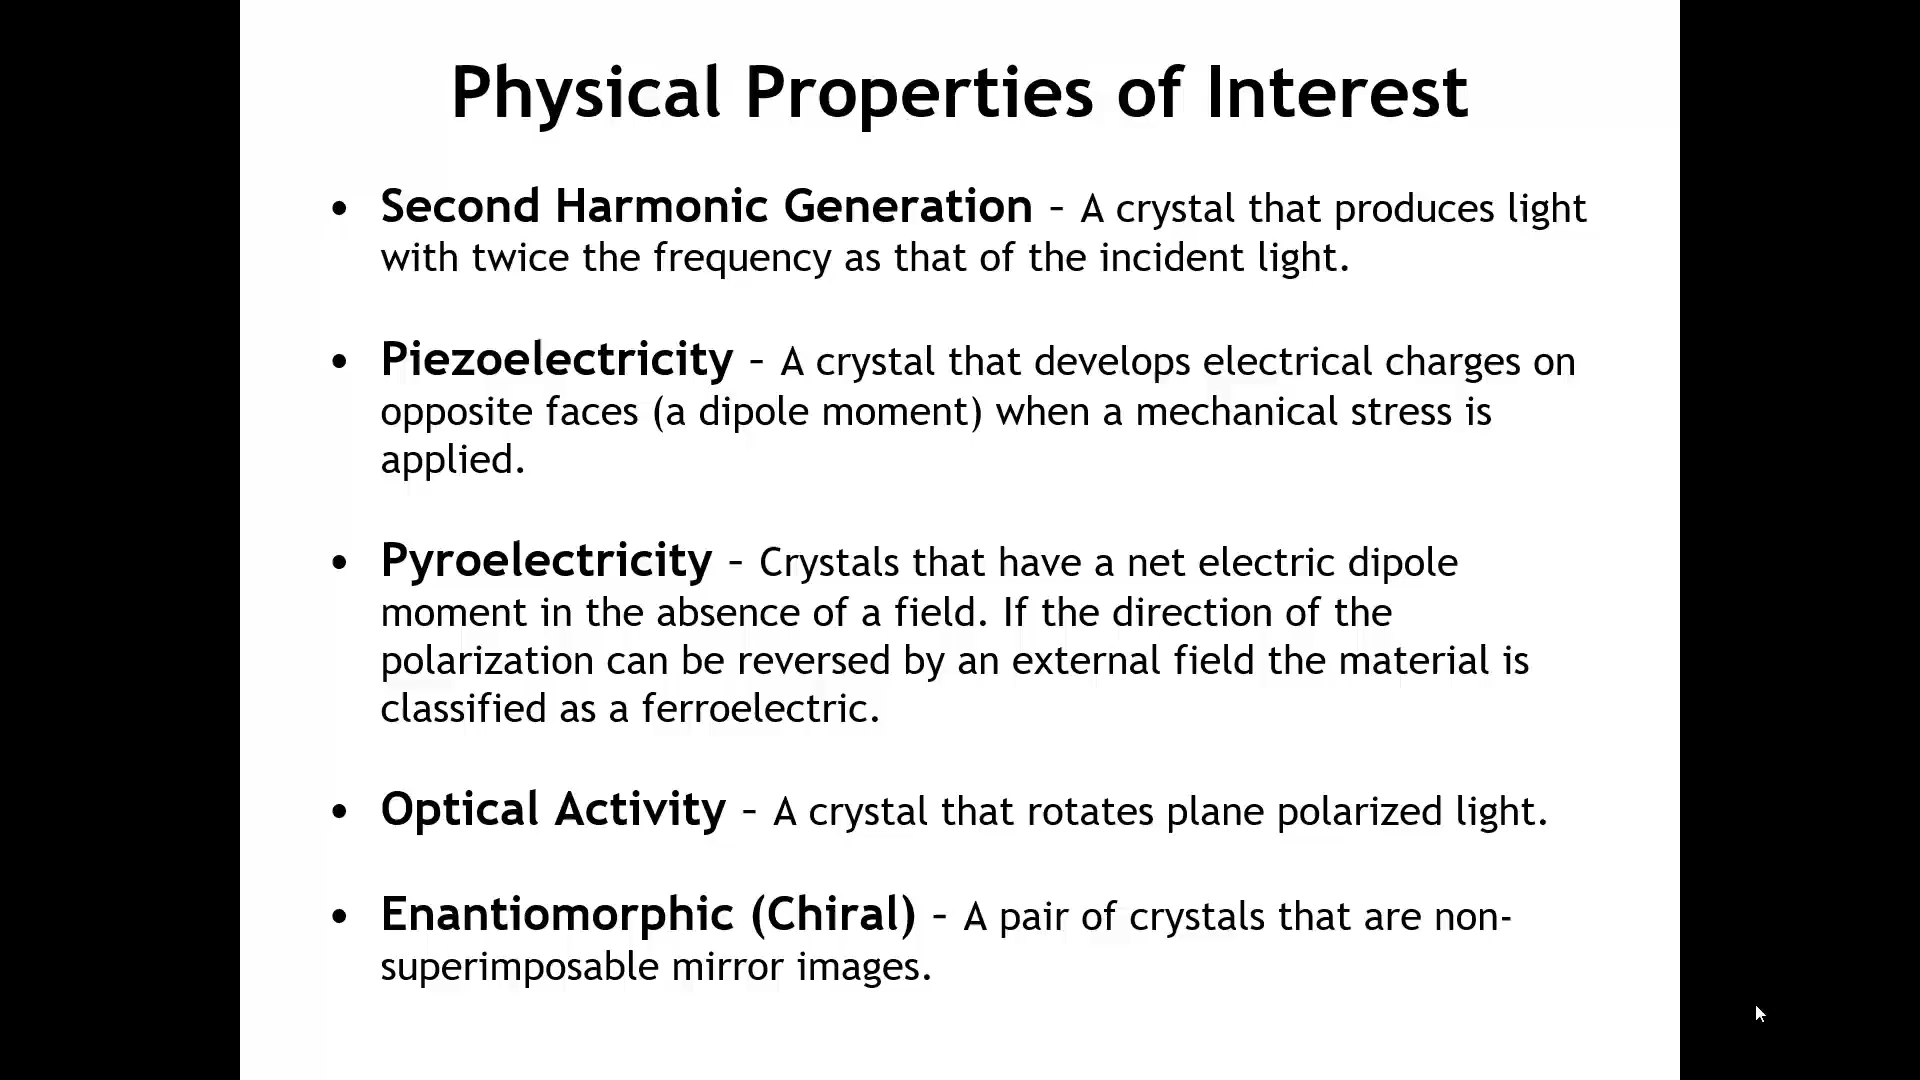 Physical Properties of Interest
• Second Harmonic Generation – A crystal that produces light
with twice the frequency as that of the incident light.
• Piezoelectricity – A crystal that develops electrical charges on
opposite faces (a dipole moment) when a mechanical stress is
applied.
• Pyroelectricity – Crystals that have a net electric dipole
moment in the absence of a field. If the direction of the
polarization can be reversed by an external field the material is
classified as a ferroelectric.
• Optical Activity – A crystal that rotates plane polarized light.
• Enantiomorphic (Chiral) – A pair of crystals that are non-
superimposable mirror images.